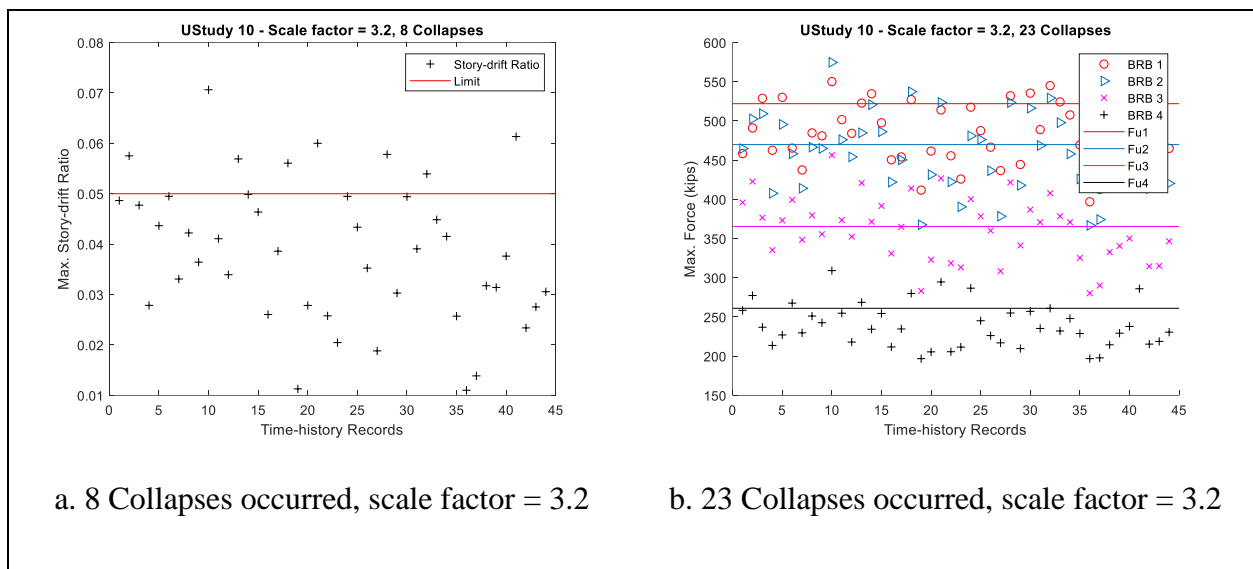 UStudy 10 - Scale factor = 3.2, 8 Collapses
0.08
0.07
0.06
0.05
0.04
0.03
0.02
0.01
Max. Story-drift Ratio
Story-drift Ratio
Limit
0 5 10 15 20 25 30 35 40 45
Time-history Records
a. 8 Collapses occurred, scale factor = 3.2
UStudy 10 - Scale factor = 3.2, 23 Collapses
600
550
500
450
400
350
300
250
200
150
Max. Force (kips)
BRB 1
BRB 2
BRB 3
BRB 4
Fu1
Fu2
Fu3
Fu4
0 5 10 15 20 25 30 35 40 45
Time-history Records
b. 23 Collapses occurred, scale factor = 3.2